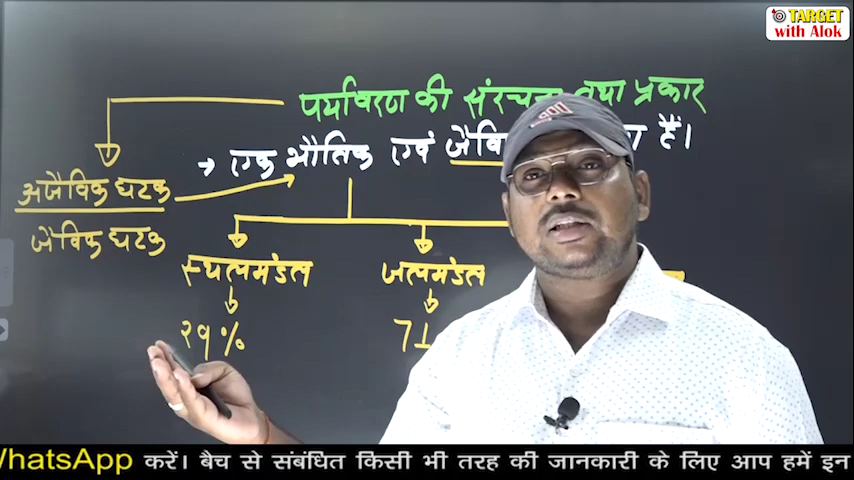 TARGET
with Alok
पर्यावरण की संरचना तथा प्रकार
→ एक भौतिक एवं जैवि है।
अजैविक घटक
जैविक घटक
स्थलमंडल जलमंडल
29% 71
WhatsApp करें। बैच से संबंधित किसी भी तरह की जानकारी के लिए आप हमें इन